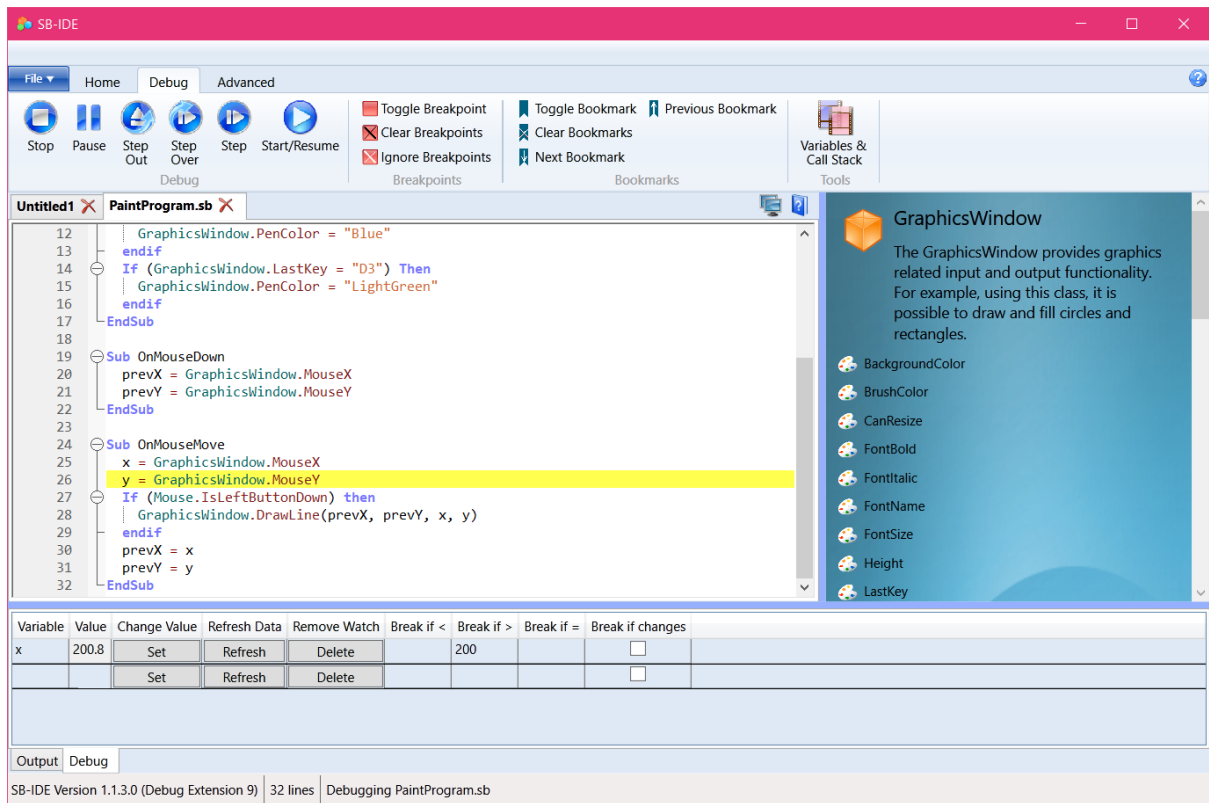 SB-IDE
File Home Debug Advanced
Stop Pause Step Out Step Over Step Start/Resume
Debug
Toggle Breakpoint
Clear Breakpoints
Ignore Breakpoints
Breakpoints
Toggle Bookmark Previous Bookmark
Clear Bookmarks
Next Bookmark
Bookmarks
Variables & Call Stack
Tools
Untitled1 PaintProgram.sb
12 GraphicsWindow.PenColor = "Blue"
13 endif
14 If (GraphicsWindow.LastKey = "D3") Then
15 GraphicsWindow.PenColor = "LightGreen"
16 endif
17 EndSub
18
19 Sub OnMouseDown
20 prevX = GraphicsWindow.MouseX
21 prevY = GraphicsWindow.MouseY
22 EndSub
23
24 Sub OnMouseMove
25 x = GraphicsWindow.MouseX
26 y = GraphicsWindow.MouseY
27 If (Mouse.IsLeftButtonDown) then
28 GraphicsWindow.DrawLine(prevX, prevY, x, y)
29 endif
30 prevX = x
31 prevY = y
32 EndSub
GraphicsWindow
The GraphicsWindow provides graphics
related input and output functionality.
For example, using this class, it is
possible to draw and fill circles and
rectangles.
BackgroundColor
BrushColor
CanResize
FontBold
FontItalic
FontName
FontSize
Height
LastKey
Variable Value Change Value Refresh Data Remove Watch Break if < Break if > Break if = Break if changes
x 200.8 Set Refresh Delete 200
Set Refresh Delete
Output Debug
SB-IDE Version 1.1.3.0 (Debug Extension 9) 32 lines Debugging PaintProgram.sb